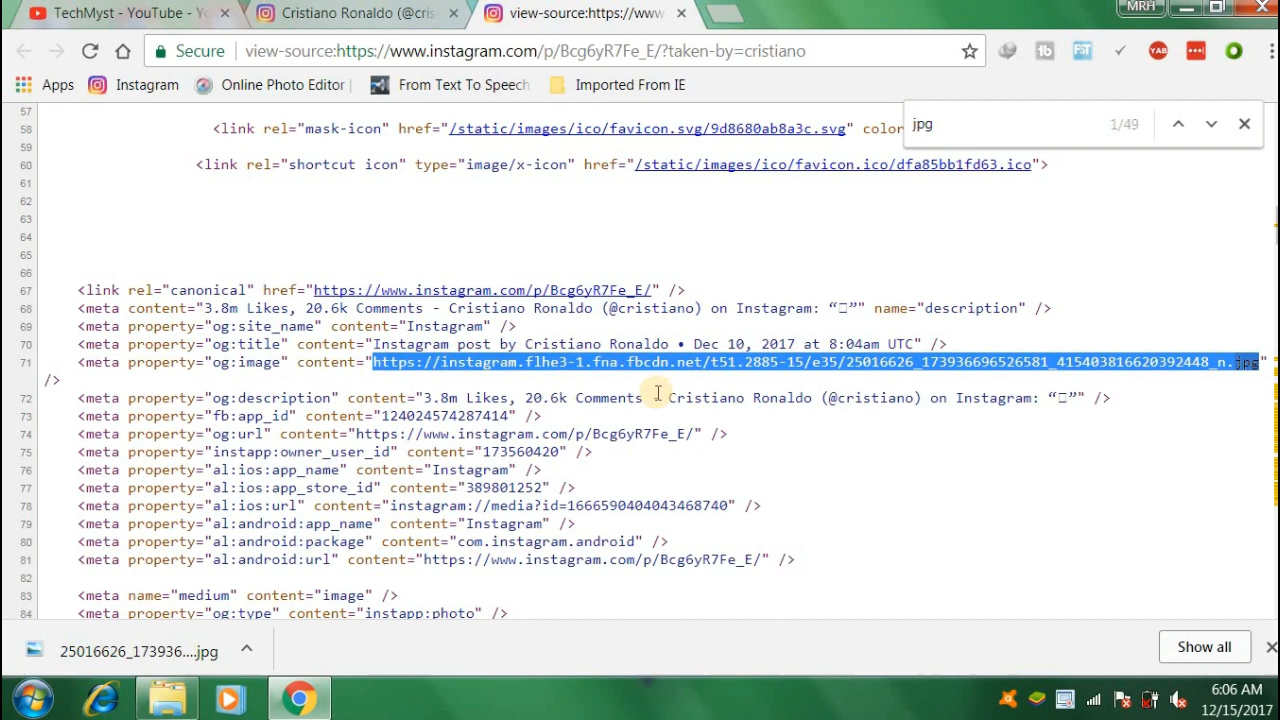 TechMyst - YouTube - Yc
Cristiano Ronaldo (@cris
view-source:https://www
MRH
Secure
view-source:https://www.instagram.com/p/Bcg6yR7Fe_E/?taken-by=cristiano
Apps
Instagram
Online Photo Editor |
From Text To Speech
Imported From IE
jpg
1/49
57
58 <link rel="mask-icon" href="/static/images/ico/favicon.svg/9d8680ab8a3c.svg" color
59
60 <link rel="shortcut icon" type="image/x-icon" href="/static/images/ico/favicon.ico/dfa85bb1fd63.ico">
61
62
63
64
65
66
67 <link rel="canonical" href="https://www.instagram.com/p/Bcg6yR7Fe_E/" />
68 <meta content="3.8m Likes, 20.6k Comments - Cristiano Ronaldo (@cristiano) on Instagram: “▯”" name="description" />
69 <meta property="og:site_name" content="Instagram" />
70 <meta property="og:title" content="Instagram post by Cristiano Ronaldo • Dec 10, 2017 at 8:04am UTC" />
71 <meta property="og:image" content="https://instagram.flhe3-1.fna.fbcdn.net/t51.2885-15/e35/25016626_173936696526581_415403816620392448_n.jpg"
/>
72 <meta property="og:description" content="3.8m Likes, 20.6k Comments - Cristiano Ronaldo (@cristiano) on Instagram: “▯”" />
73 <meta property="fb:app_id" content="124024574287414" />
74 <meta property="og:url" content="https://www.instagram.com/p/Bcg6yR7Fe_E/" />
75 <meta property="instapp:owner_user_id" content="173560420" />
76 <meta property="al:ios:app_name" content="Instagram" />
77 <meta property="al:ios:app_store_id" content="389801252" />
78 <meta property="al:ios:url" content="instagram://media?id=1666590404043468740" />
79 <meta property="al:android:app_name" content="Instagram" />
80 <meta property="al:android:package" content="com.instagram.android" />
81 <meta property="al:android:url" content="https://www.instagram.com/p/Bcg6yR7Fe_E/" />
82
83 <meta name="medium" content="image" />
84 <meta property="og:type" content="instapp:photo" />
25016626_173936....jpg
Show all
6:06 AM
12/15/2017